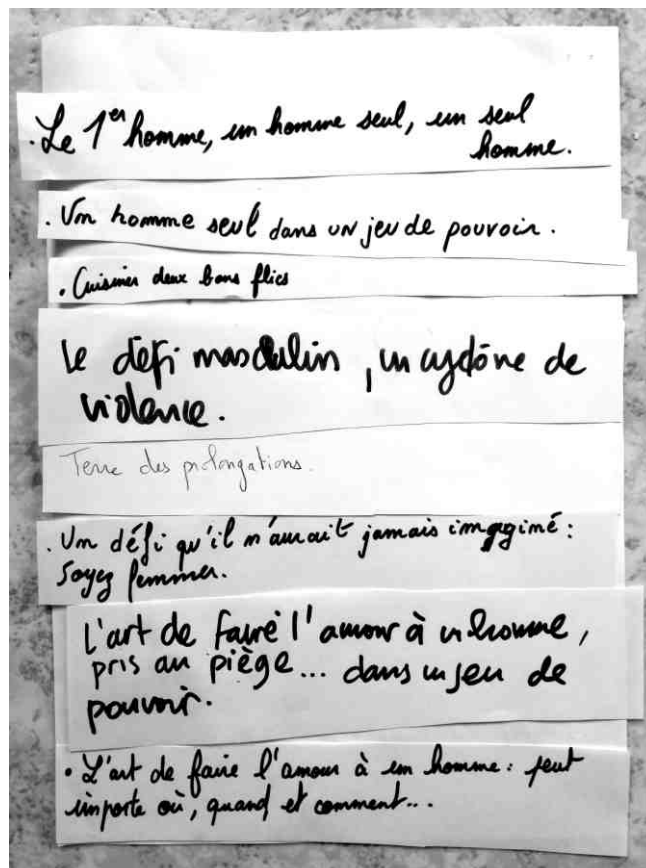 . Le 1er homme, un homme seul, un seul
homme.
. Un homme seul dans un jeu de pouvoir.
. Cuisiner deux bons flics
Le défi masculin, un cyclône de
violence.
Terre des prolongations.
. Un défi qu'il n'aurait jamais imaginé :
Soyez femmes.
L'art de faire l'amour à un homme,
pris au piège... dans un jeu de
pouvoir.
. L'art de faire l'amour à un homme : peut
importe où, quand et comment...